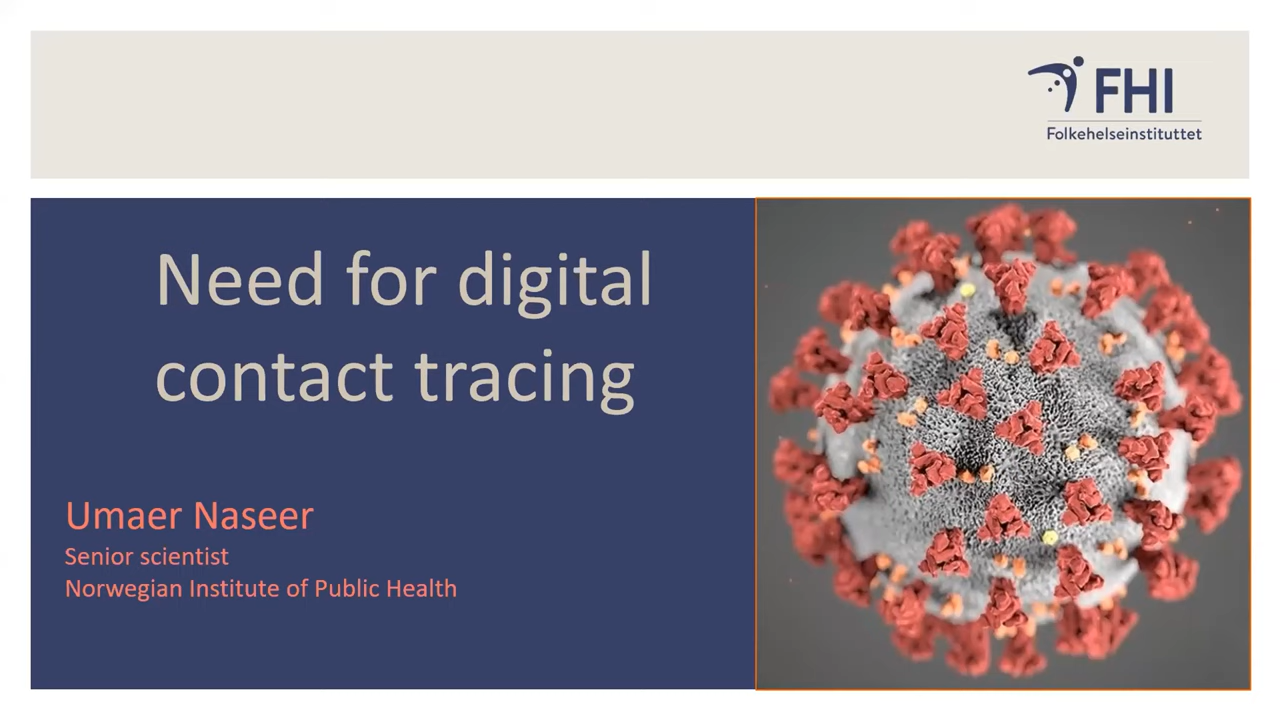 FHI
Folkehelseinstituttet
Need for digital
contact tracing
Umaer Naseer
Senior scientist
Norwegian Institute of Public Health